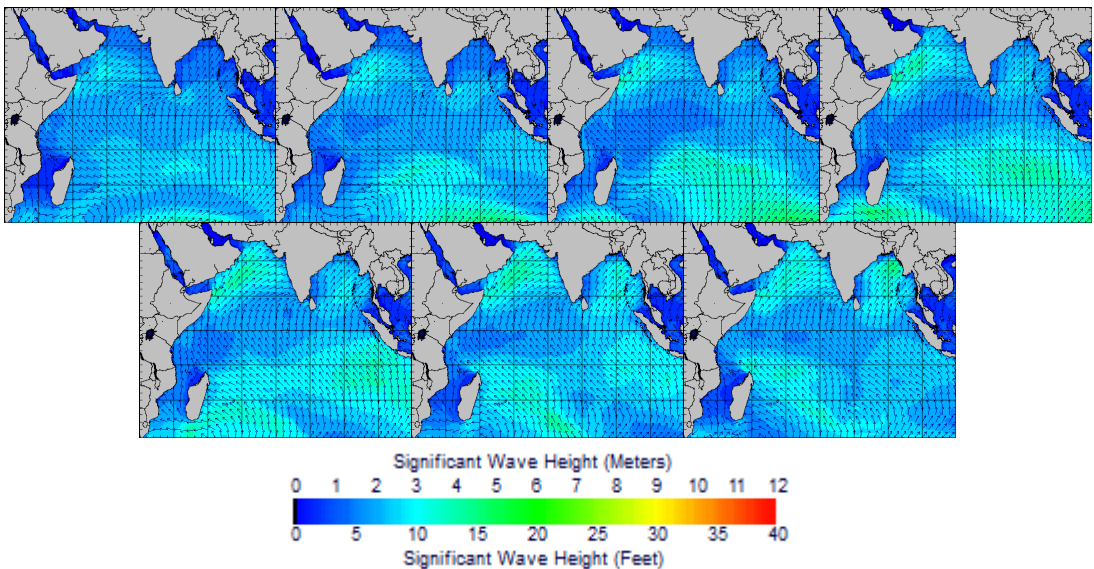 Significant Wave Height (Meters)
0 1 2 3 4 5 6 7 8 9 10 11 12
0 5 10 15 20 25 30 35 40
Significant Wave Height (Feet)